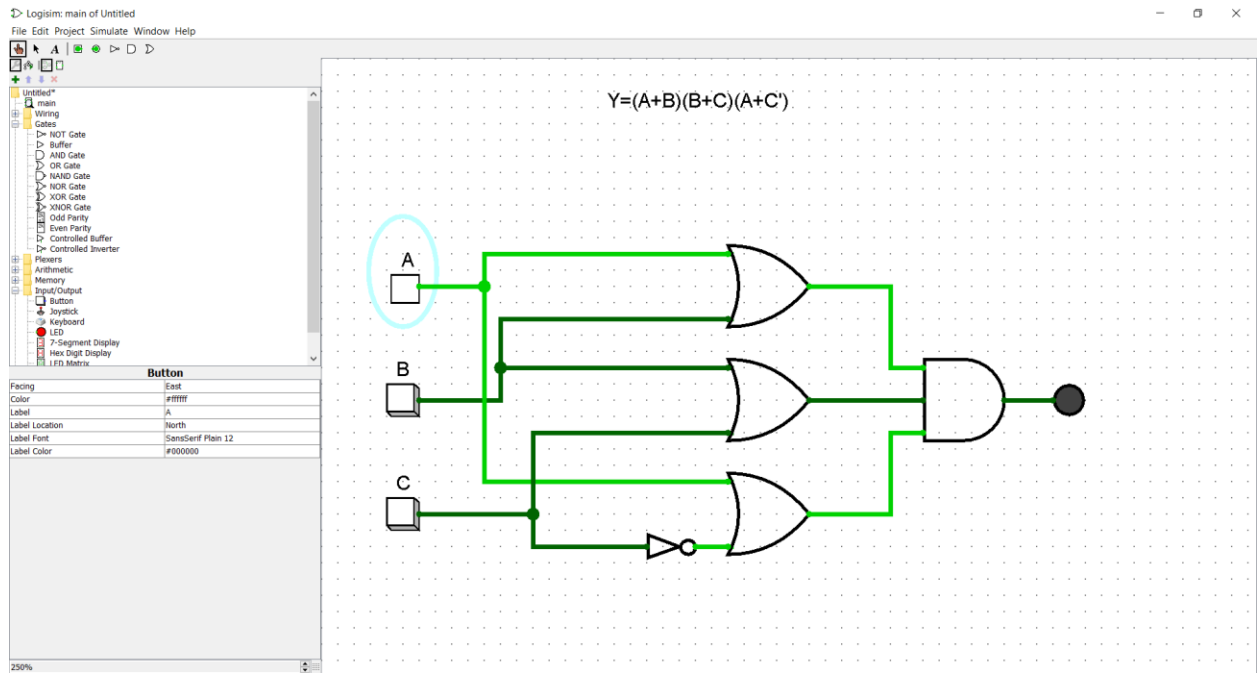 Logisim: main of Untitled
File Edit Project Simulate Window Help
A
Untitled*
main
Wiring
Gates
NOT Gate
Buffer
AND Gate
OR Gate
NAND Gate
NOR Gate
XOR Gate
XNOR Gate
Odd Parity
Even Parity
Controlled Buffer
Controlled Inverter
Plexers
Arithmetic
Memory
Input/Output
Button
Joystick
Keyboard
LED
7-Segment Display
Hex Digit Display
LED Matrix
Button
Facing East
Color #ffffff
Label A
Label Location North
Label Font SansSerif Plain 12
Label Color #000000
250%
Y=(A+B)(B+C)(A+C')
A
B
C